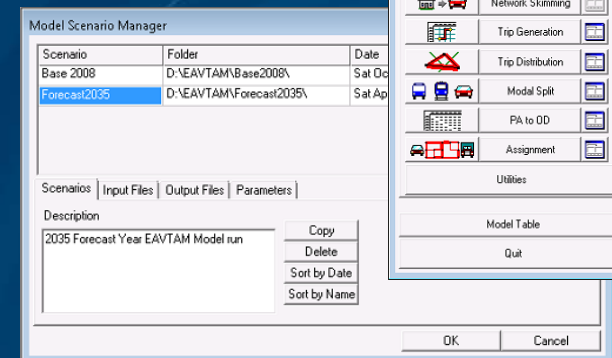 Model Scenario Manager
Scenario Folder Date
Base 2008 D:\EAVTAM\Base2008\ Sat Oc
Forecast2035 D:\EAVTAM\Forecast2035\ Sat Ap
Scenarios Input Files Output Files Parameters
Description
2035 Forecast Year EAVTAM Model run
Copy
Delete
Sort by Date
Sort by Name
OK Cancel
Network Skimming
Trip Generation
Trip Distribution
Modal Split
PA to OD
Assignment
Utilities
Model Table
Quit